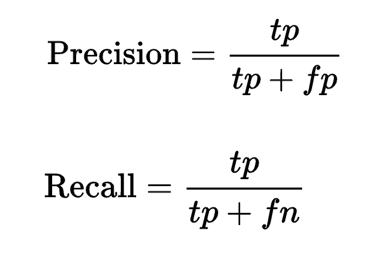 Precision = tp / tp + fp
Recall = tp / tp + fn